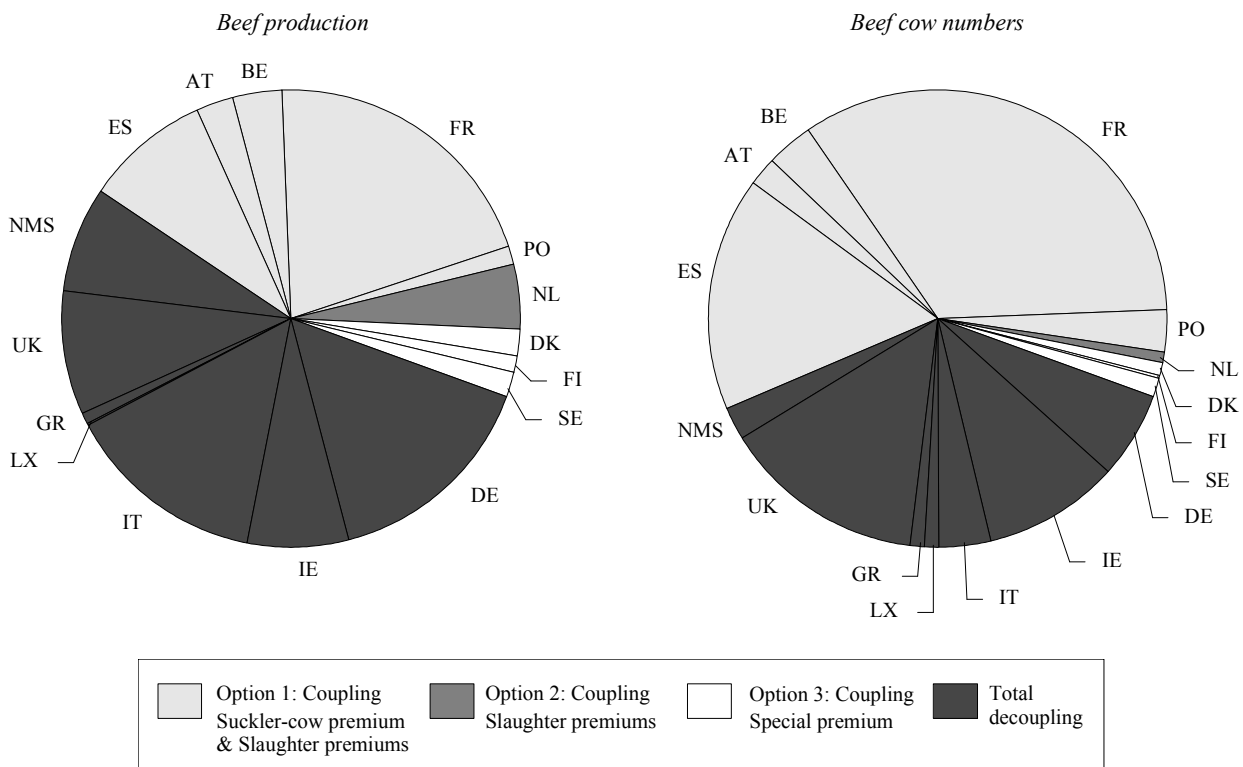 Beef production
Beef cow numbers
BE
AT
ES
FR
NMS
PO
NL
UK
DK
FI
GR
SE
LX
DE
IT
IE
BE
FR
AT
ES
PO
NL
DK
NMS
FI
SE
UK
DE
IE
GR
IT
LX
Option 1: Coupling
Suckler-cow premium
& Slaughter premiums
Option 2: Coupling
Slaughter premiums
Option 3: Coupling
Special premium
Total
decoupling